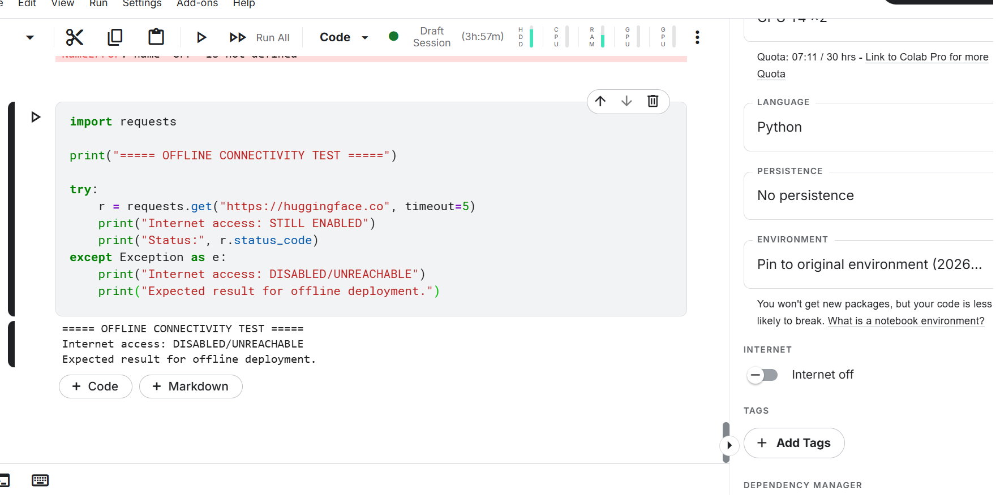 Edit View Run Settings Add-ons Help
Run All
Code
Draft Session
(3h:57m)
HDD
CPU
RAM
GPU
GPU
NameError: name 'off' is not defined
import requests
print("===== OFFLINE CONNECTIVITY TEST =====")
try:
    r = requests.get("https://huggingface.co", timeout=5)
    print("Internet access: STILL ENABLED")
    print("Status:", r.status_code)
except Exception as e:
    print("Internet access: DISABLED/UNREACHABLE")
    print("Expected result for offline deployment.")
===== OFFLINE CONNECTIVITY TEST =====
Internet access: DISABLED/UNREACHABLE
Expected result for offline deployment.
+ Code
+ Markdown
Quota: 07:11 / 30 hrs - Link to Colab Pro for more
Quota
LANGUAGE
Python
PERSISTENCE
No persistence
ENVIRONMENT
Pin to original environment (2026...
You won't get new packages, but your code is less
likely to break. What is a notebook environment?
INTERNET
Internet off
TAGS
+ Add Tags
DEPENDENCY MANAGER